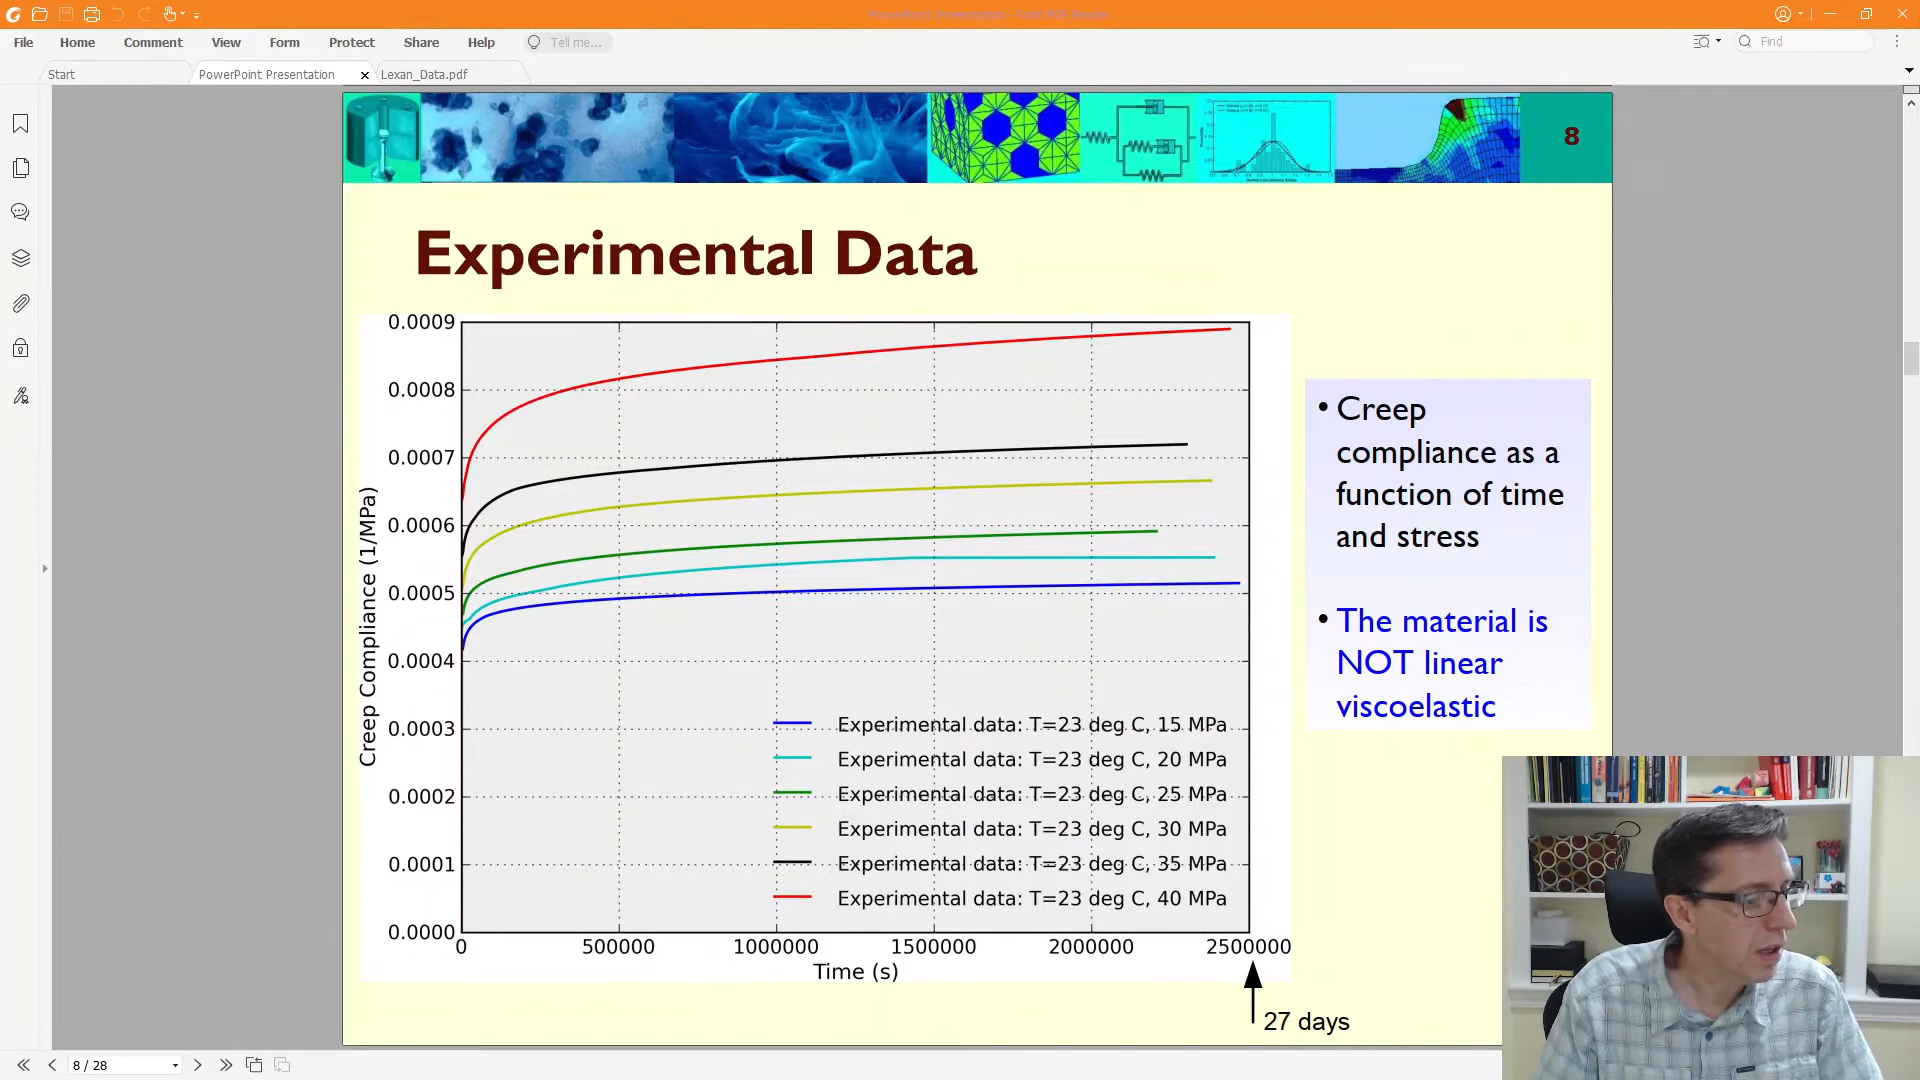 File Home Comment View Form Protect Share Help Tell me... Find
Start PowerPoint Presentation Lexan_Data.pdf
8
Experimental Data
0.0009
0.0008
0.0007
0.0006
0.0005
0.0004
0.0003
0.0002
0.0001
0.0000
Creep Compliance (1/MPa)
Experimental data: T=23 deg C, 15 MPa
Experimental data: T=23 deg C, 20 MPa
Experimental data: T=23 deg C, 25 MPa
Experimental data: T=23 deg C, 30 MPa
Experimental data: T=23 deg C, 35 MPa
Experimental data: T=23 deg C, 40 MPa
0 500000 1000000 1500000 2000000 2500000
Time (s)
27 days
• Creep
compliance as a
function of time
and stress
• The material is
NOT linear
viscoelastic
8 / 28